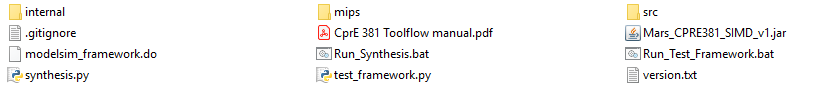 internal mips src
.gitignore CprE 381 Toolflow manual.pdf Mars_CPRE381_SIMD_v1.jar
modelsim_framework.do Run_Synthesis.bat Run_Test_Framework.bat
synthesis.py test_framework.py version.txt